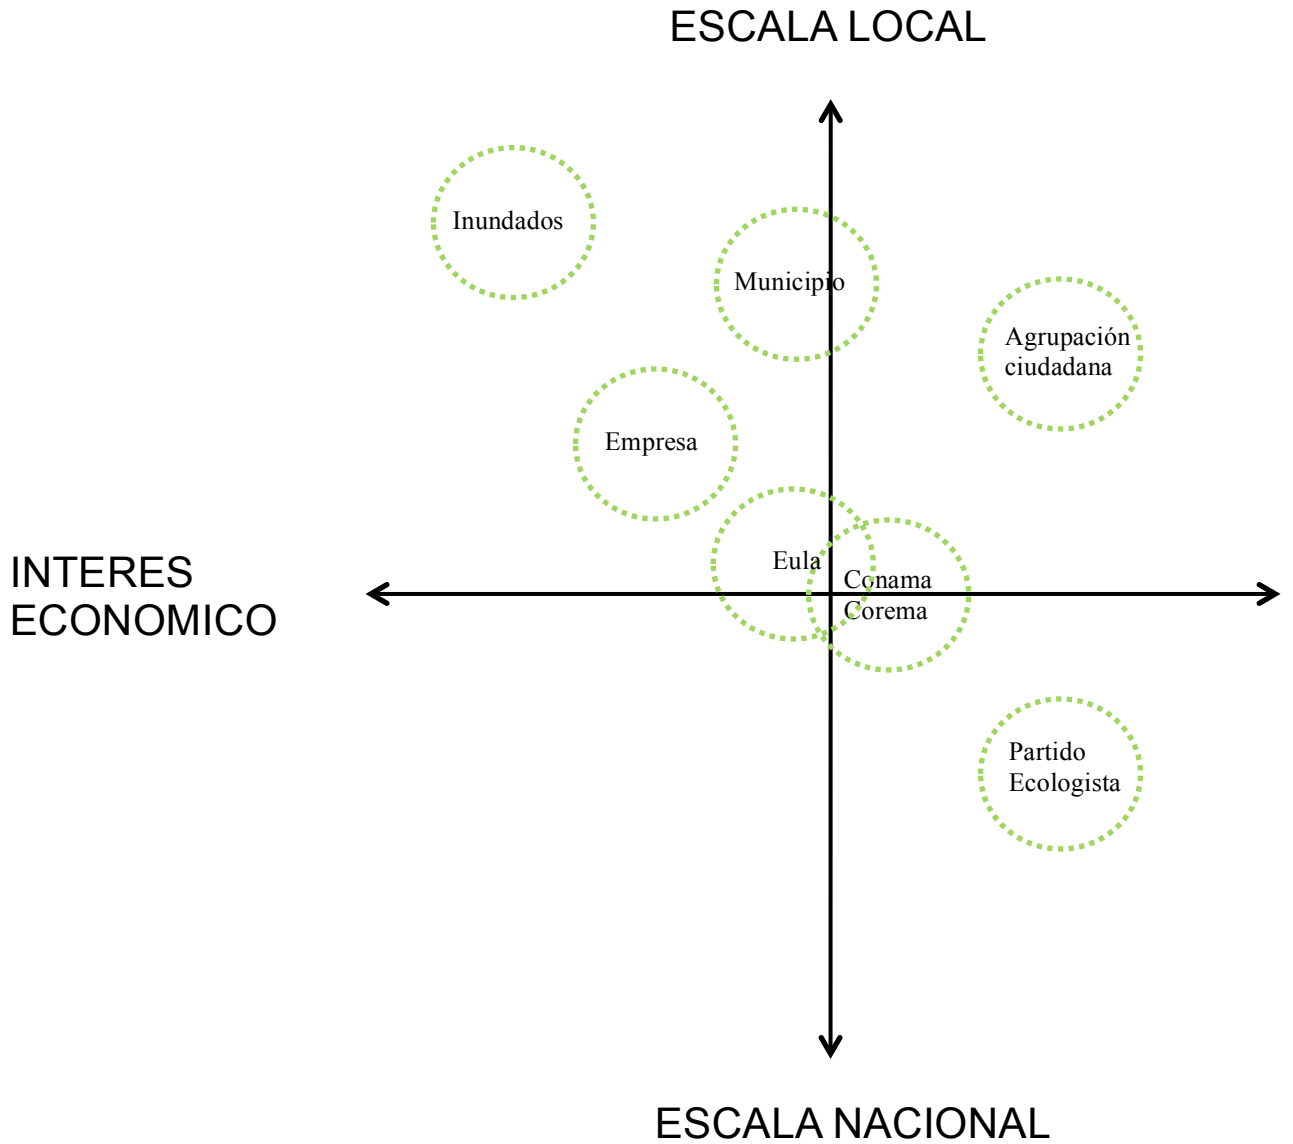 ESCALA LOCAL
Inundados
Municipio
Agrupación
ciudadana
Empresa
Eula
Conama
Corema
INTERES
ECONOMICO
Partido
Ecologista
ESCALA NACIONAL